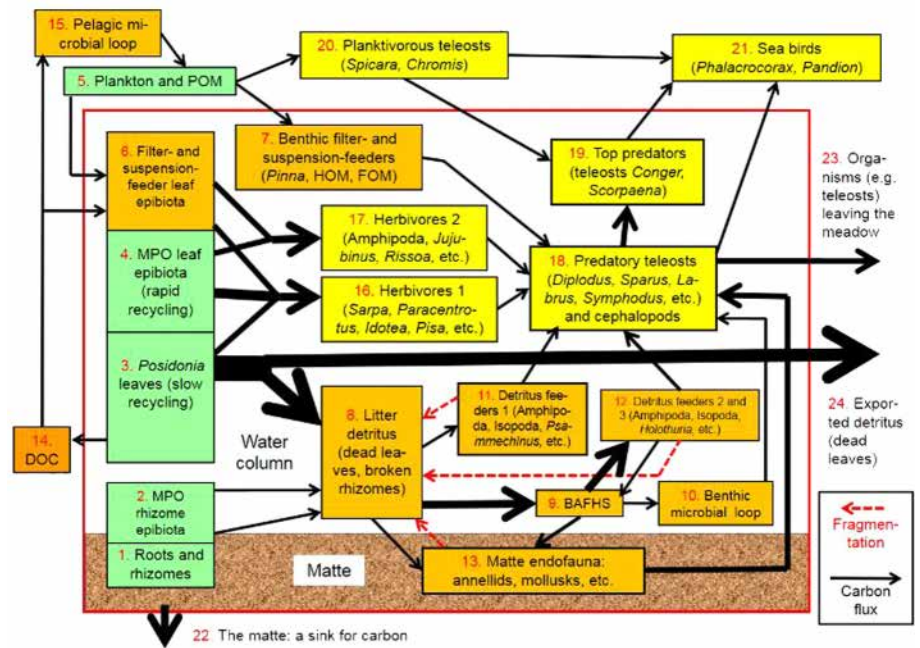 15. Pelagic mi-
crobial loop
5. Plankton and POM
20. Planktivorous teleosts
(Spicara, Chromis)
21. Sea birds
(Phalacrocorax, Pandion)
6. Filter- and
suspension-
feeder leaf
epibiota
7. Benthic filter- and
suspension-feeders
(Pinna, HOM, FOM)
19. Top predators
(teleosts Conger,
Scorpaena)
23. Orga-
nisms (e.g.
teleosts)
leaving the
meadow
4. MPO leaf
epibiota
(rapid
recycling)
17. Herbivores 2
(Amphipoda, Juju-
binus, Rissoa, etc.)
16. Herbivores 1
(Sarpa, Paracentro-
tus, Idotea, Pisa, etc.)
18. Predatory teleosts
(Diplodus, Sparus, La-
brus, Symphodus, etc.)
and cephalopods
3. Posidonia
leaves (slow
recycling)
14.
DOC
Water
column
8. Litter
detritus
(dead lea-
ves, broken
rhizomes)
11. Detritus fee-
ders 1 (Amphipo-
da, Isopoda, Psa-
mmechinus, etc.)
12. Detritus feeders 2 and
3 (Amphipoda, Isopoda,
Holothuria, etc.)
24. Exported
detritus
(dead
leaves)
2. MPO
rhizome
epibiota
9. BAFHS
10. Benthic
microbial loop
1. Roots and
rhizomes
Matte
13. Matte endofauna:
annellids, mollusks, etc.
Fragmen-
tation
Carbon
flux
22. The matte: a sink for carbon